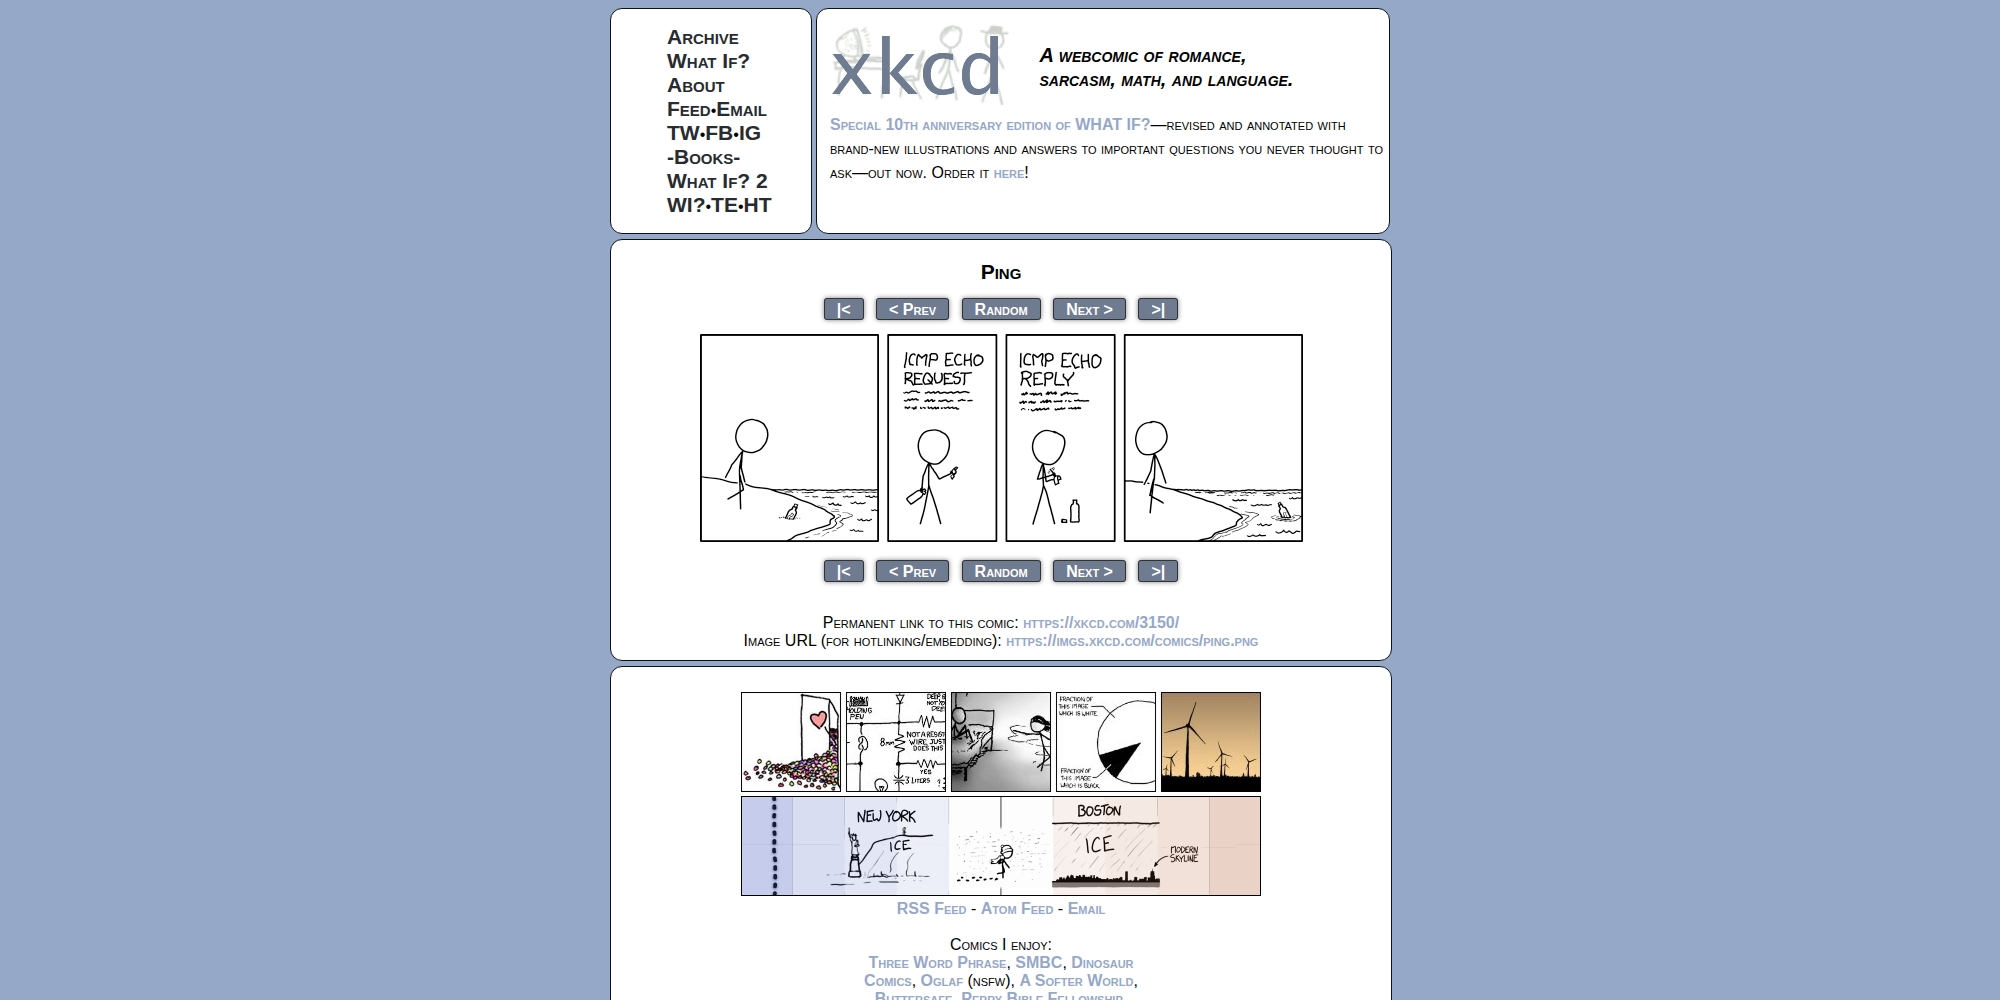 Archive
What If?
About
Feed•Email
TW•FB•IG
-Books-
What If? 2
WI?•TE•HT
xkcd
A webcomic of romance,
sarcasm, math, and language.
Special 10th anniversary edition of WHAT IF?—revised and annotated with
brand-new illustrations and answers to important questions you never thought to
ask—out now. Order it here!
Ping
|<
< Prev
Random
Next >
>|
ICMP ECHO
REQUEST
ICMP ECHO
REPLY
|<
< Prev
Random
Next >
>|
Permanent link to this comic: https://xkcd.com/3150/
Image URL (for hotlinking/embedding): https://imgs.xkcd.com/comics/ping.png
HOLDING
PEN
DEEP
NOT
8mm
NOT A RESIST
WIRE JUST
DOES THIS
YES
3 LITERS
FRACTION OF
THIS IMAGE
WHICH IS WHITE
FRACTION OF
THIS IMAGE
WHICH IS BLACK
NEW YORK
ICE
BOSTON
ICE
MODERN
SKYLINE
RSS Feed - Atom Feed - Email
Comics I enjoy:
Three Word Phrase, SMBC, Dinosaur
Comics, Oglaf (nsfw), A Softer World,
Buttersafe, Perry Bible Fellowship,